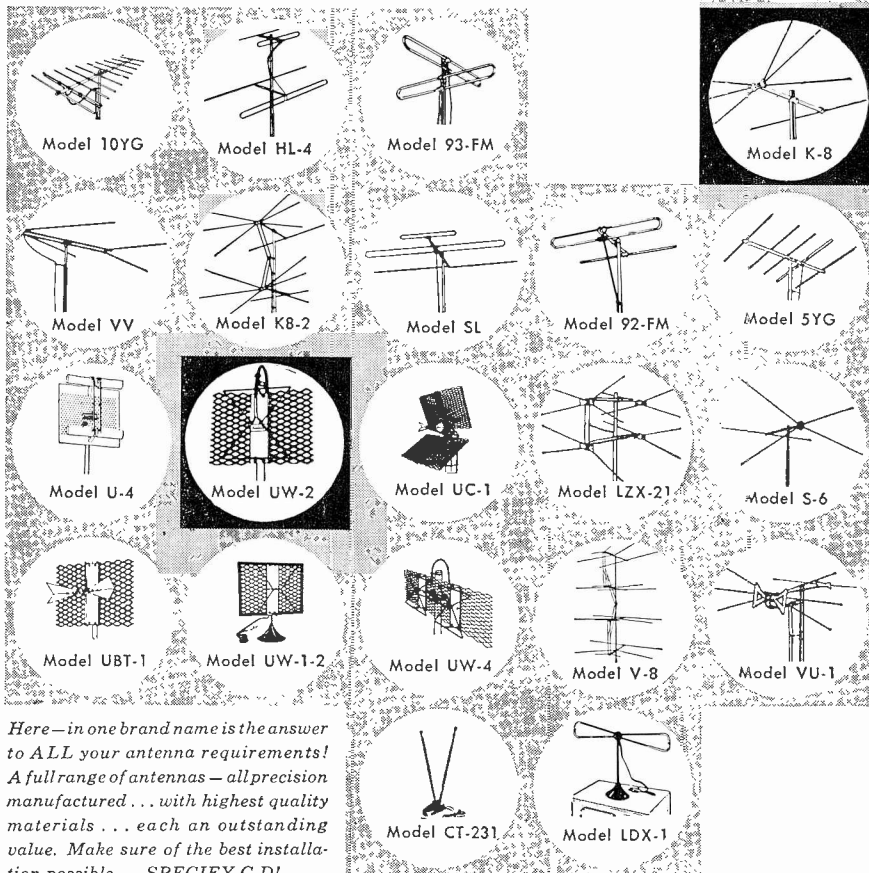 Model 10YG
Model HL-4
Model 93-FM
Model K-8
Model VV
Model K8-2
Model SL
Model 92-FM
Model 5YG
Model U-4
Model UW-2
Model UC-1
Model LZX-21
Model S-6
Model UBT-1
Model UW-1-2
Model UW-4
Model V-8
Model VU-1
Here—in one brand name is the answer
to ALL your antenna requirements!
A full range of antennas — all precision
manufactured ... with highest quality
materials ... each an outstanding
value. Make sure of the best installa-
tion possible ... SPECIFY C-D!
Model CT-231
Model LDX-1